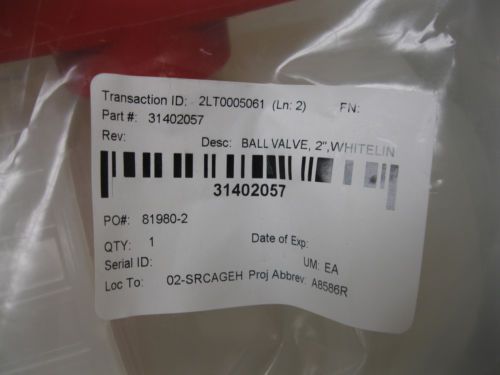 Transaction ID: 2LT0005061 (Ln: 2) FN:
Part #: 31402057
Rev: Desc: BALL VALVE, 2",WHITELIN
31402057
PO#: 81980-2
QTY: 1 Date of Exp:
Serial ID: UM: EA
Loc To: 02-SRCAGEH Proj Abbrev: A8586R